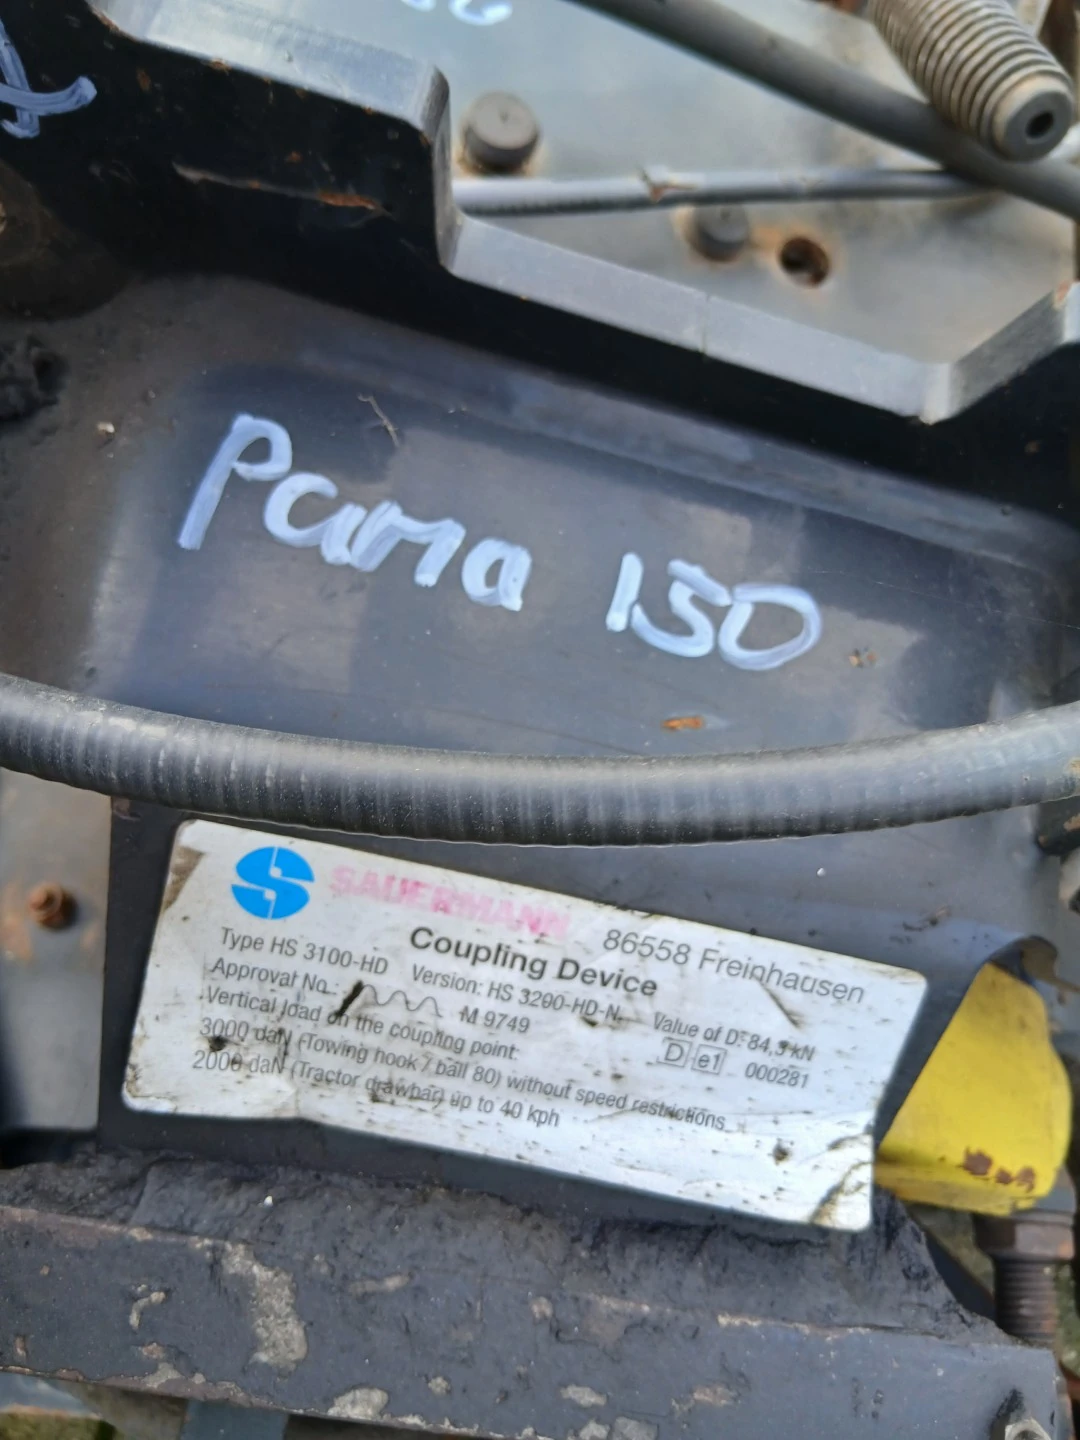 Puma 150
SAUERMANN 86558 Freinhausen
Coupling Device
Type HS 3100-HD Version: HS 3290-HD-N Value of D: 84,3 kN
Approval No.: M 9749 D e1 000281
Vertical load on the coupling point:
3000 daN (Towing hook / ball 80) without speed restrictions
2000 daN (Tractor drawbar) up to 40 kph